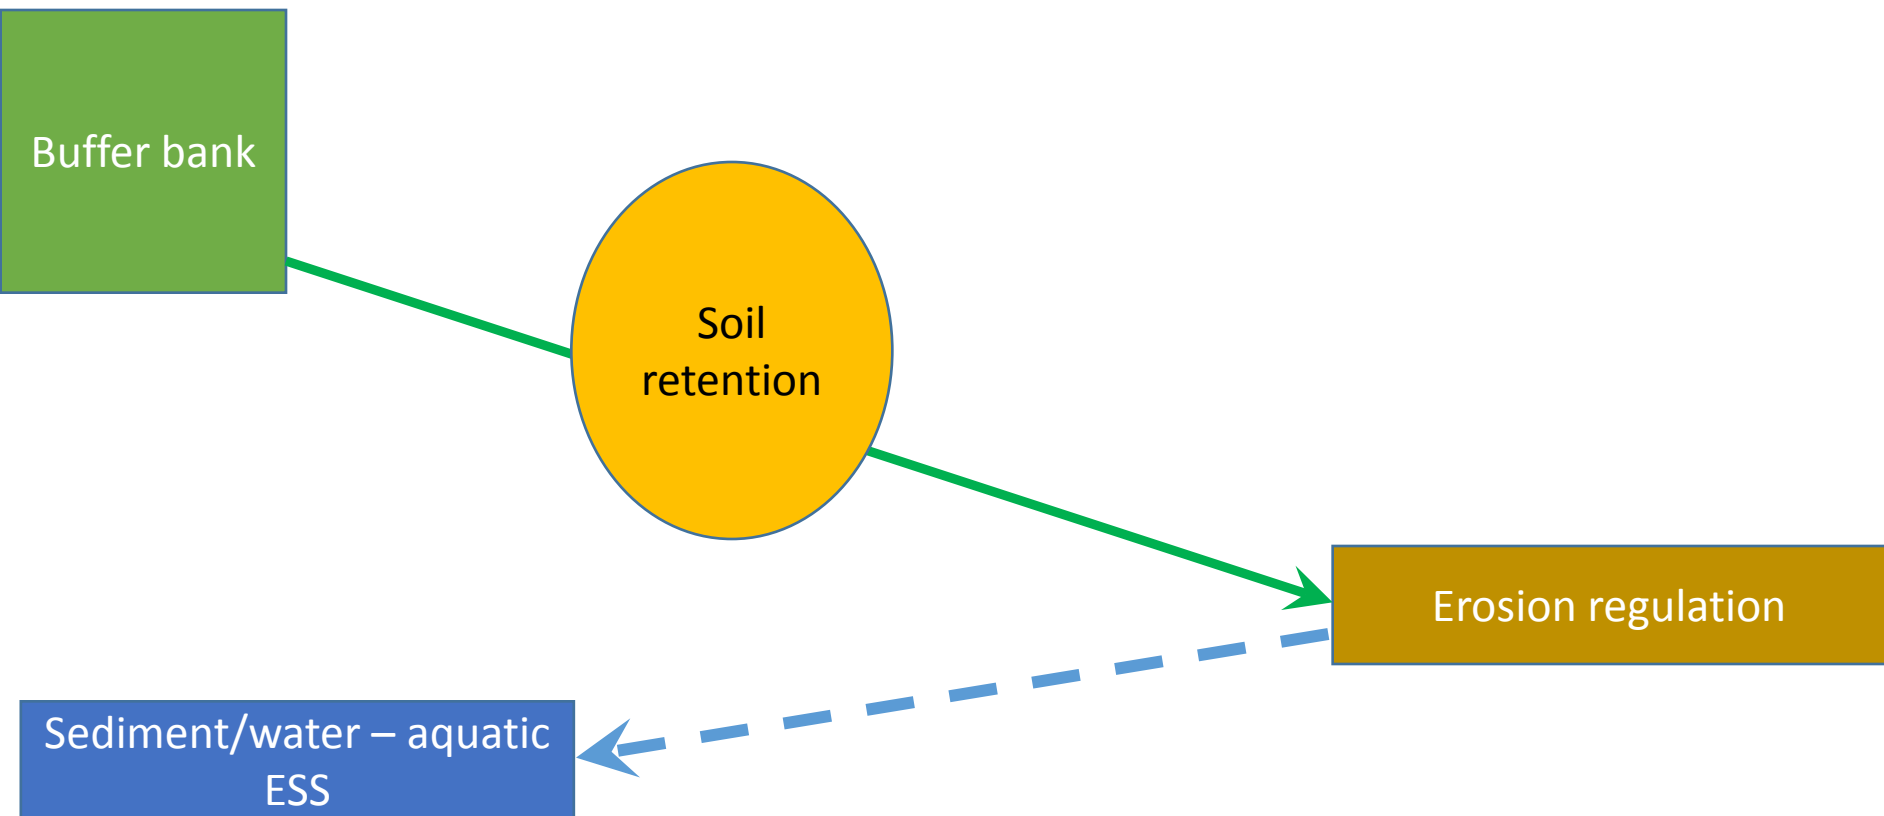 Buffer bank
Soil
retention
Erosion regulation
Sediment/water – aquatic
ESS